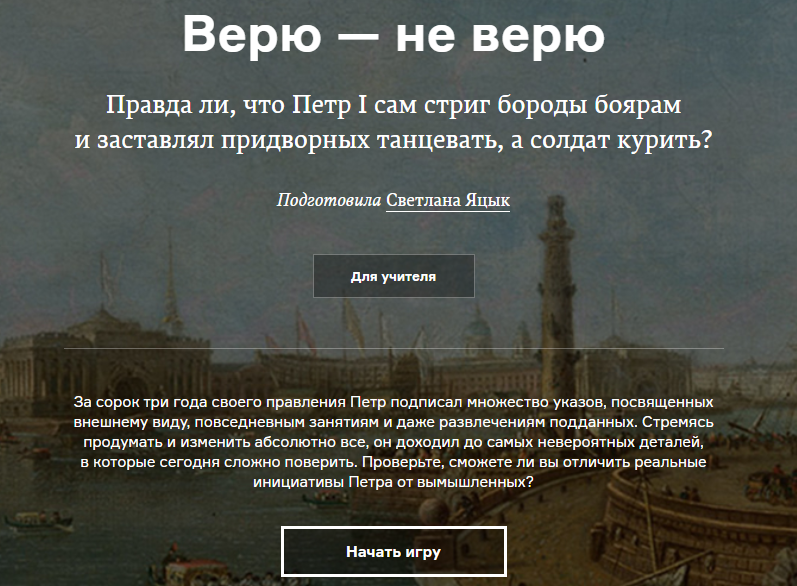 Верю — не верю
Правда ли, что Петр I сам стриг бороды боярам
и заставлял придворных танцевать, а солдат курить?
Подготовила Светлана Яцык
Для учителя
За сорок три года своего правления Петр подписал множество указов, посвященных
внешнему виду, повседневным занятиям и даже развлечениям подданных. Стремясь
продумать и изменить абсолютно все, он доходил до самых невероятных деталей,
в которые сегодня сложно поверить. Проверьте, сможете ли вы отличить реальные
инициативы Петра от вымышленных?
Начать игру